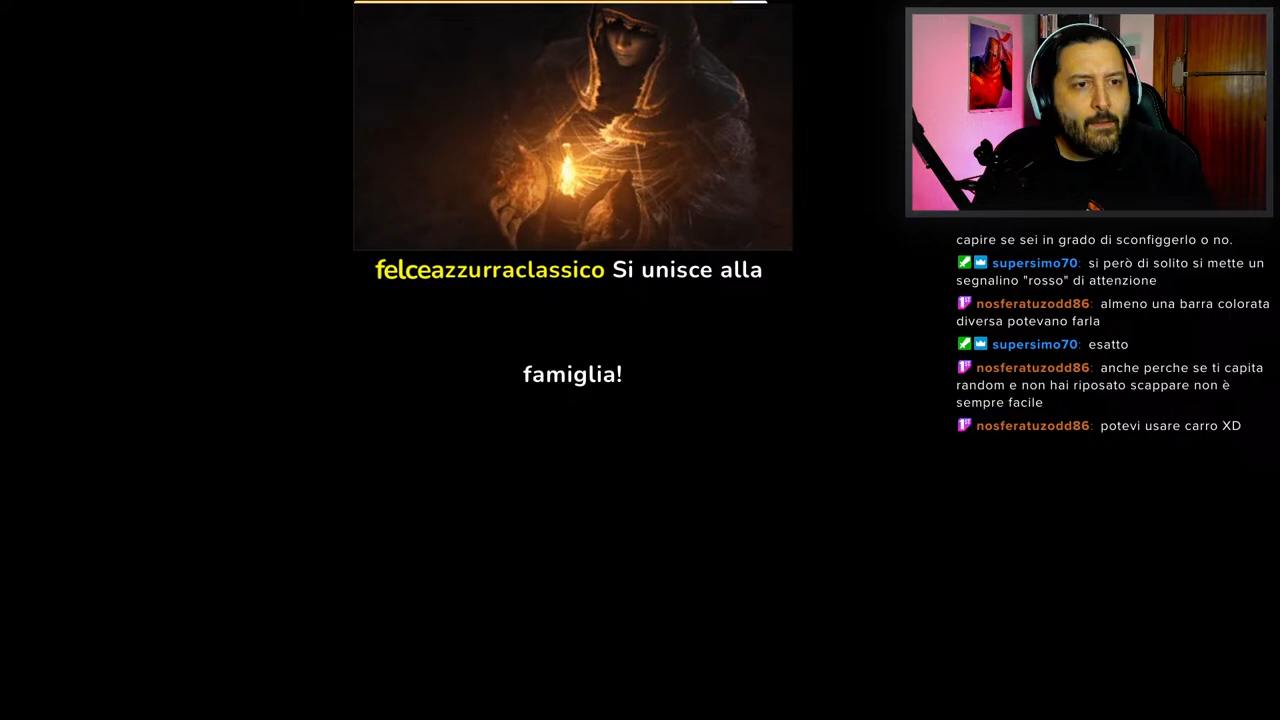 felceazzurraclassico Si unisce alla
famiglia!
capire se sei in grado di sconfiggerlo o no.
supersimo70: si però di solito si mette un
segnalino "rosso" di attenzione
nosferatuzodd86: almeno una barra colorata
diversa potevano farla
supersimo70: esatto
nosferatuzodd86: anche perche se ti capita
random e non hai riposato scappare non è
sempre facile
nosferatuzodd86: potevi usare carro XD